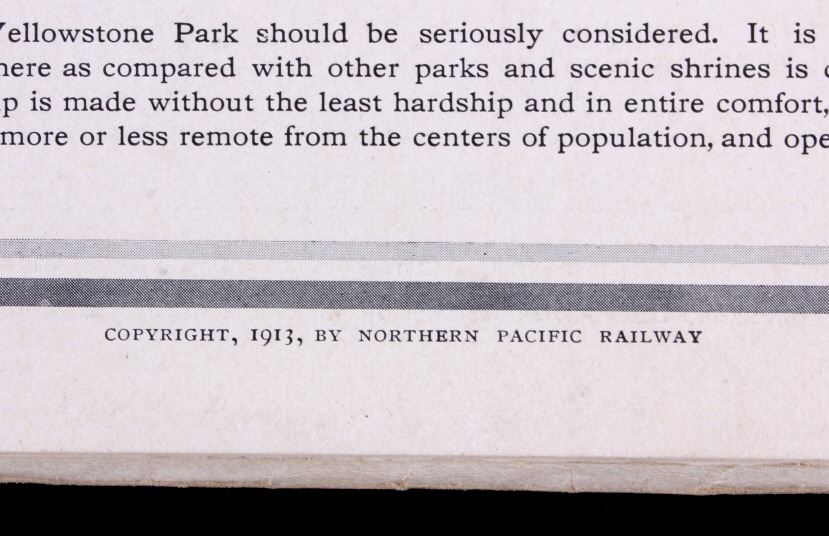 Yellowstone Park should be seriously considered. It is
here as compared with other parks and scenic shrines is
is made without the least hardship and in entire comfort,
more or less remote from the centers of population, and
COPYRIGHT, 1913, BY NORTHERN PACIFIC RAILWAY